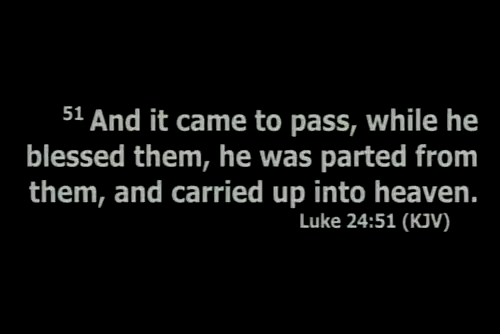 51 And it came to pass, while he
blessed them, he was parted from
them, and carried up into heaven.
Luke 24:51 (KJV)